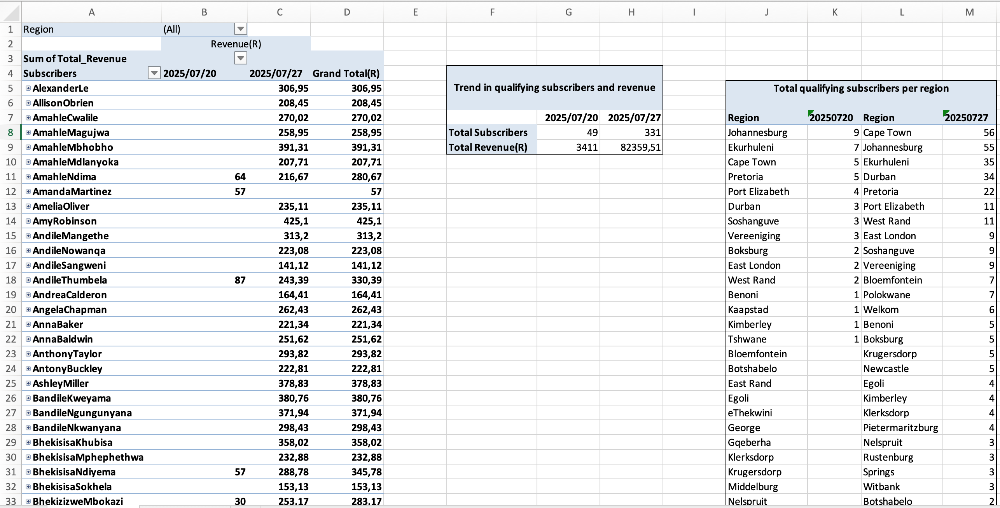 A B C D E F G H I J K L M
1 Region (All)
2 Revenue(R)
3 Sum of Total_Revenue
4 Subscribers 2025/07/20 2025/07/27 Grand Total(R)
5 AlexanderLe 306,95 306,95 Trend in qualifying subscribers and revenue Total qualifying subscribers per region
6 AllisonObrien 208,45 208,45
7 AmahleCwalile 270,02 270,02 2025/07/20 2025/07/27 Region 20250720 Region 20250727
8 AmahleMagujwa 258,95 258,95 Total Subscribers 49 331 Johannesburg 9 Cape Town 56
9 AmahleMbhobho 391,31 391,31 Total Revenue(R) 3411 82359,51 Ekurhuleni 7 Johannesburg 55
10 AmahleMdlanyoka 207,71 207,71 Cape Town 5 Ekurhuleni 35
11 AmahleNdima 64 216,67 280,67 Pretoria 5 Durban 34
12 AmandaMartinez 57 57 Port Elizabeth 4 Pretoria 22
13 AmeliaOliver 235,11 235,11 Durban 3 Port Elizabeth 11
14 AmyRobinson 425,1 425,1 Soshanguve 3 West Rand 11
15 AndileMangethe 313,2 313,2 Vereeniging 3 East London 9
16 AndileNowanqa 223,08 223,08 Boksburg 2 Soshanguve 9
17 AndileSangweni 141,12 141,12 East London 2 Vereeniging 9
18 AndileThumbela 87 243,39 330,39 West Rand 2 Bloemfontein 7
19 AndreaCalderon 164,41 164,41 Benoni 1 Polokwane 7
20 AngelaChapman 262,43 262,43 Kaapstad 1 Welkom 6
21 AnnaBaker 221,34 221,34 Kimberley 1 Benoni 5
22 AnnaBaldwin 251,62 251,62 Tshwane 1 Boksburg 5
23 AnthonyTaylor 293,82 293,82 Bloemfontein Krugersdorp 5
24 AntonyBuckley 222,81 222,81 Botshabelo Newcastle 5
25 AshleyMiller 378,83 378,83 East Rand Egoli 4
26 BandileKweyama 380,76 380,76 Egoli Kimberley 4
27 BandileNgungunyana 371,94 371,94 eThekwini Klerksdorp 4
28 BandileNkwanyana 298,43 298,43 George Pietermaritzburg 4
29 BhekisisaKhubisa 358,02 358,02 Gqeberha Nelspruit 3
30 BhekisisaMphephethwa 232,88 232,88 Klerksdorp Rustenburg 3
31 BhekisisaNdiyema 57 288,78 345,78 Krugersdorp Springs 3
32 BhekisisaSokhela 153,13 153,13 Middelburg Witbank 3
33 BhekizizweMbokazi 30 253,17 283,17 Nelspruit Botshabelo 2